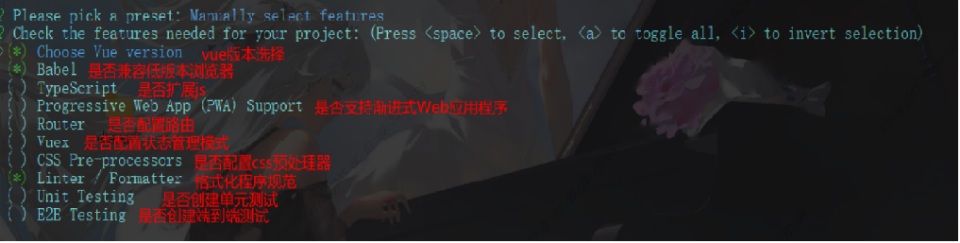 ? Please pick a preset: Manually select features
? Check the features needed for your project: (Press <space> to select, <a> to toggle all, <i> to invert selection)
>(*) Choose Vue version vue版本选择
(*) Babel 是否兼容低版本浏览器
( ) TypeScript 是否扩展js
( ) Progressive Web App (PWA) Support 是否支持渐进式Web应用程序
( ) Router 是否配置路由
( ) Vuex 是否配置状态管理模式
( ) CSS Pre-processors 是否配置css预处理器
(*) Linter / Formatter 格式化程序规范
( ) Unit Testing 是否创建单元测试
( ) E2E Testing 是否创建端到端测试